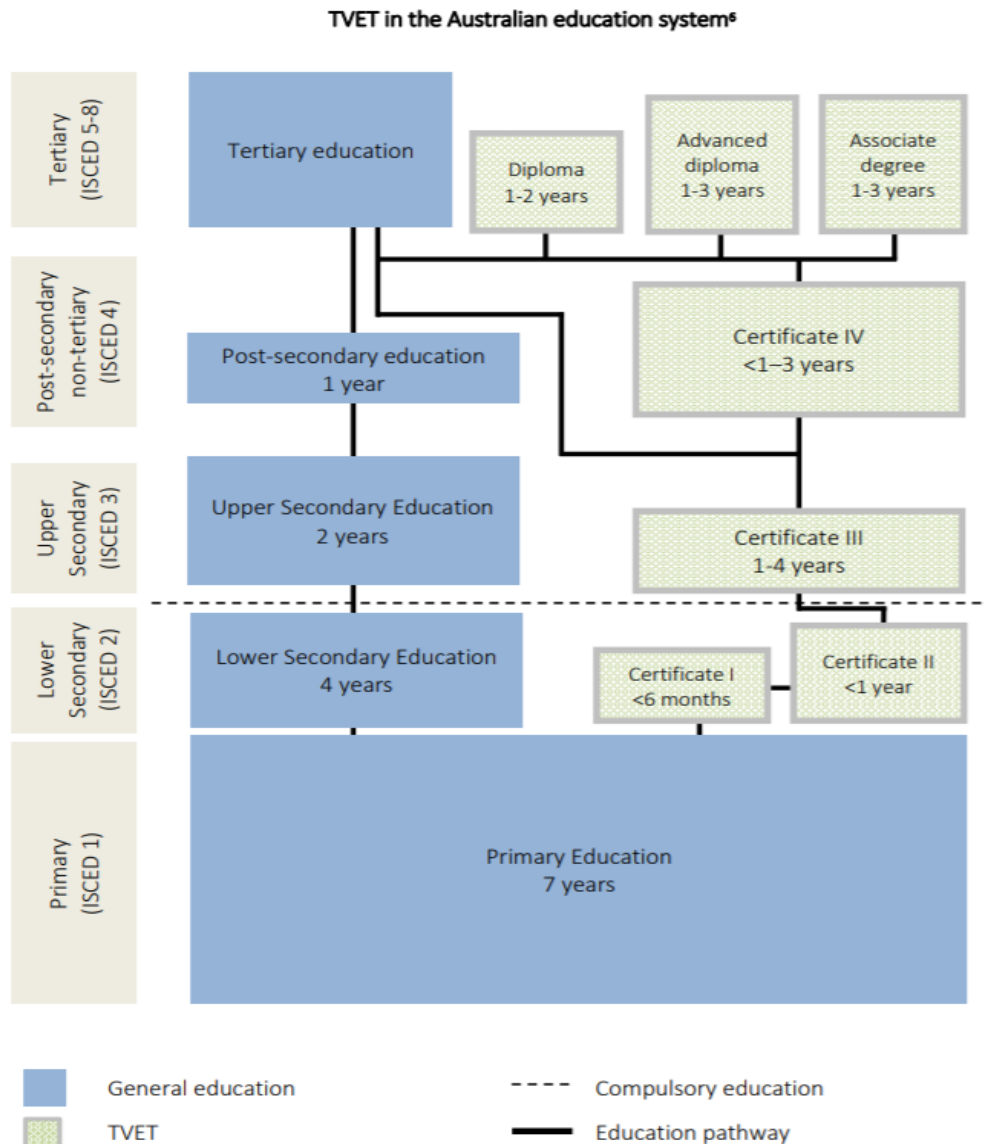 TVET in the Australian education system⁶
Tertiary
(ISCED 5-8)
Tertiary education
Diploma
1-2 years
Advanced
diploma
1-3 years
Associate
degree
1-3 years
Post-secondary
non-tertiary
(ISCED 4)
Post-secondary education
1 year
Certificate IV
<1–3 years
Upper
Secondary
(ISCED 3)
Upper Secondary Education
2 years
Certificate III
1-4 years
Lower
Secondary
(ISCED 2)
Lower Secondary Education
4 years
Certificate I
<6 months
Certificate II
<1 year
Primary
(ISCED 1)
Primary Education
7 years
General education
Compulsory education
TVET
Education pathway